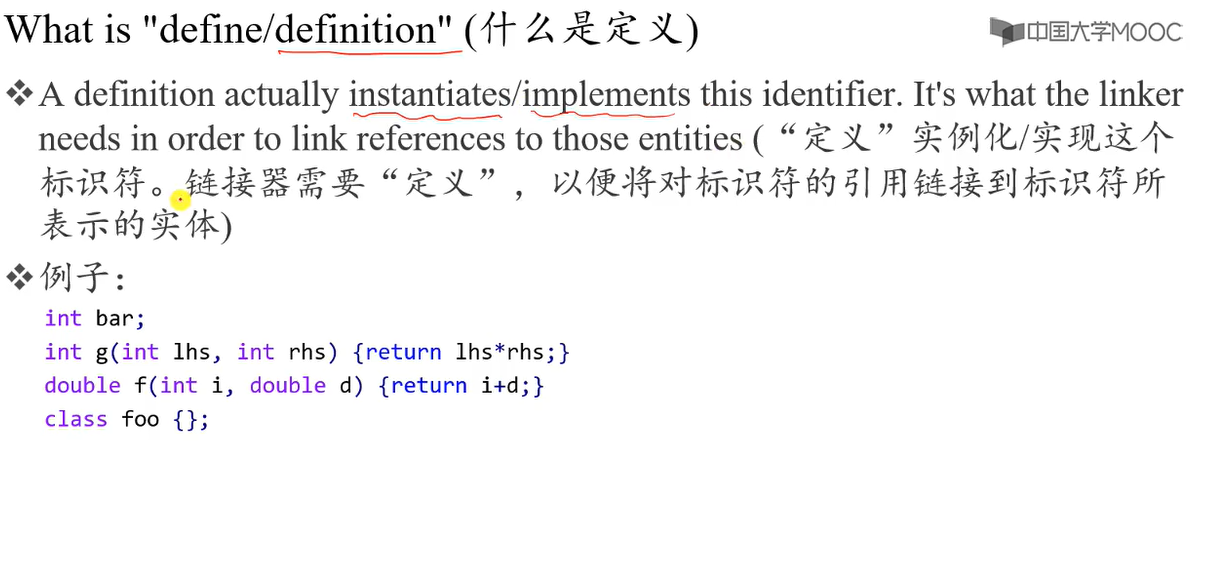 What is "define/definition" (什么是定义)
中国大学MOOC
❖A definition actually instantiates/implements this identifier. It's what the linker
needs in order to link references to those entities (“定义”实例化/实现这个
标识符。链接器需要“定义”，以便将对标识符的引用链接到标识符所
表示的实体)
❖例子：
int bar;
int g(int lhs, int rhs) {return lhs*rhs;}
double f(int i, double d) {return i+d;}
class foo {};